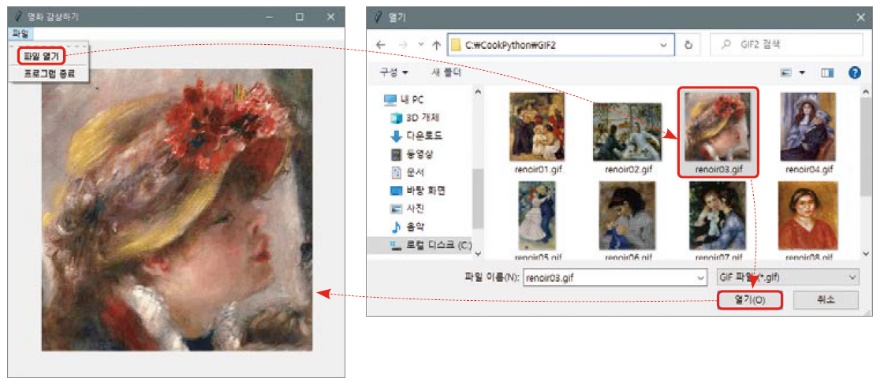 명화 감상하기
파일
파일 열기
프로그램 종료
열기
C:₩CookPython₩GIF2
GIF2 검색
구성
새 폴더
내 PC
3D 개체
다운로드
동영상
문서
바탕 화면
사진
음악
로컬 디스크 (C:)
renoir01.gif
renoir02.gif
renoir03.gif
renoir04.gif
renoir05.gif
renoir06.gif
renoir07.gif
renoir08.gif
파일 이름(N): renoir03.gif
GIF 파일 (*.gif)
열기(O)
취소